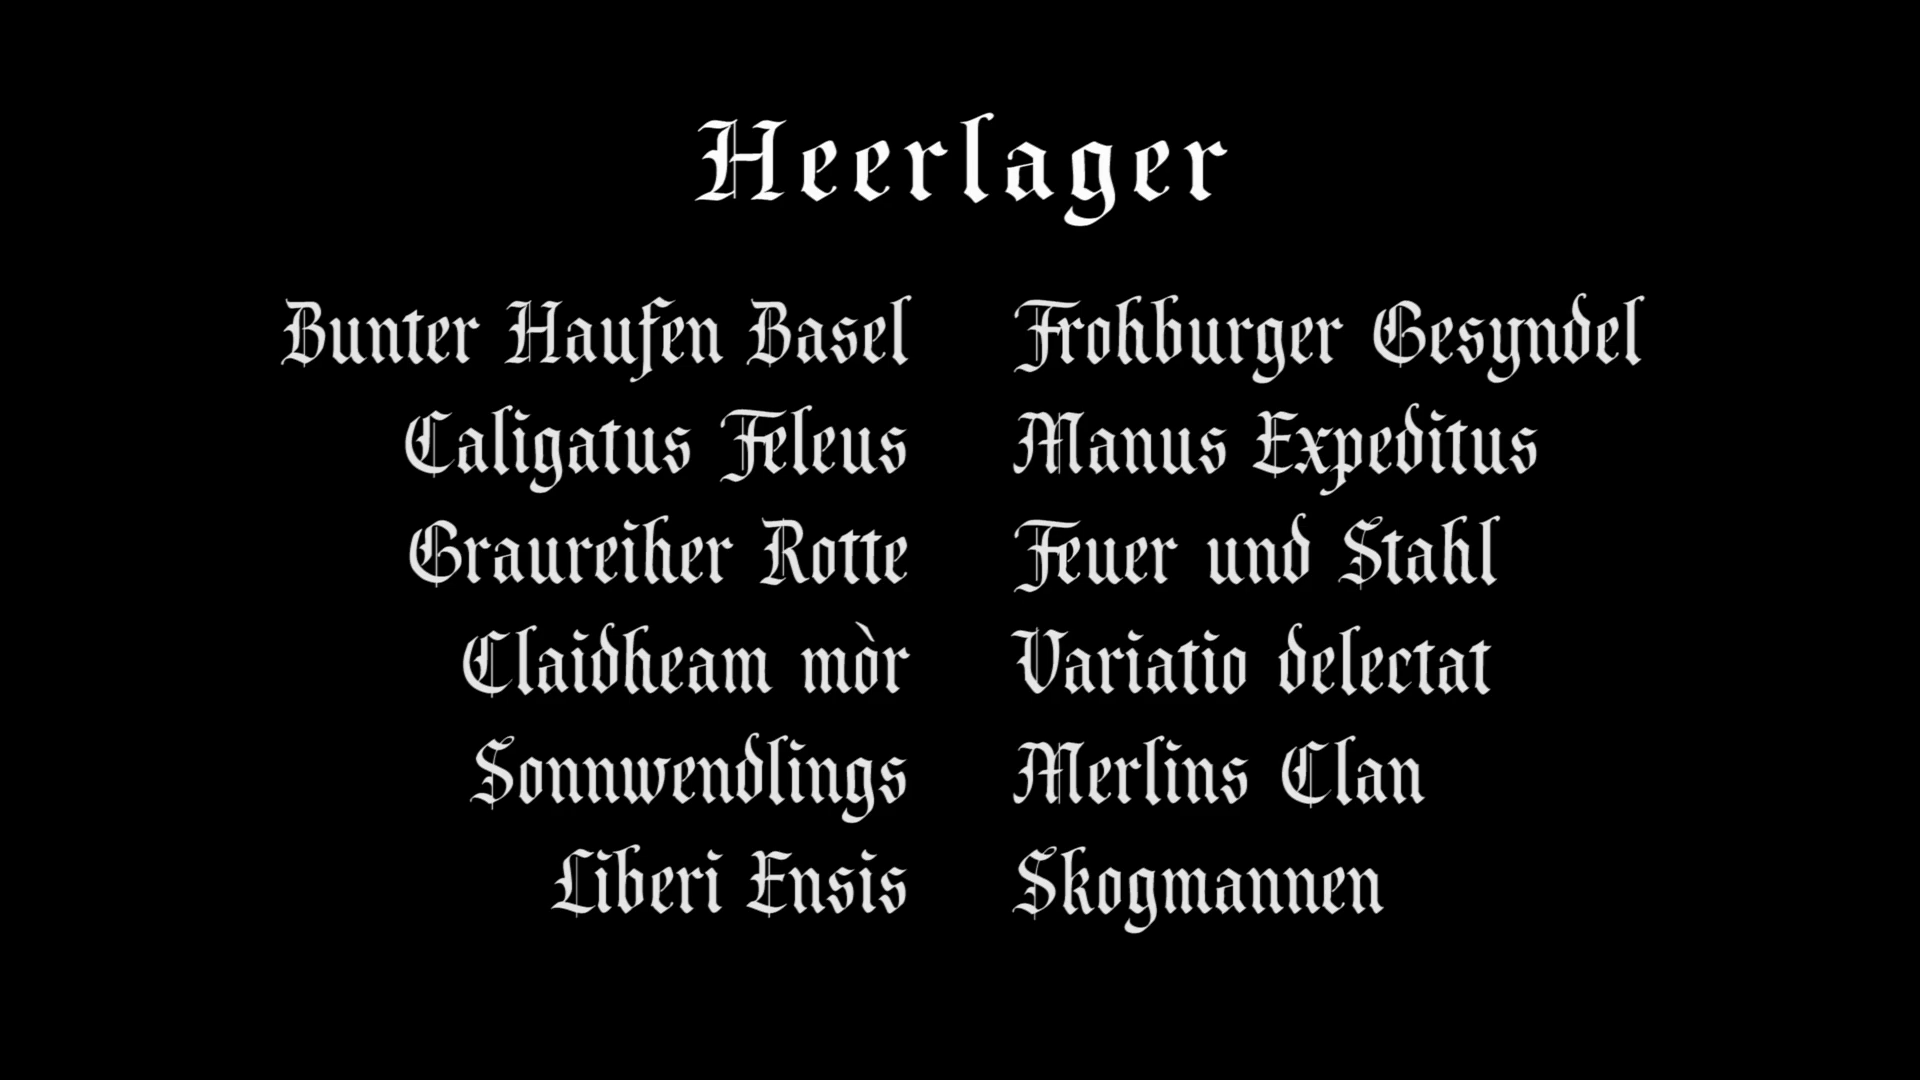 Heerlager
Bunter Haufen Basel
Frohburger Gesyndel
Caligatus Feleus
Manus Expeditus
Graureiher Rotte
Feuer und Stahl
Claidheam mòr
Variatio delectat
Sonnwendlings
Merlins Clan
Liberi Ensis
Skogmannen